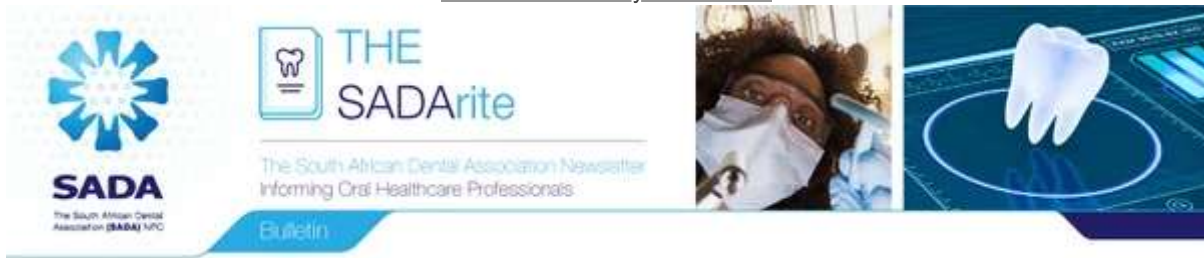 THE
SADArite
The South African Dental Association Newsletter
Informing Oral Healthcare Professionals
SADA
The South African Dental
Association (SADA) NPC
Bulletin